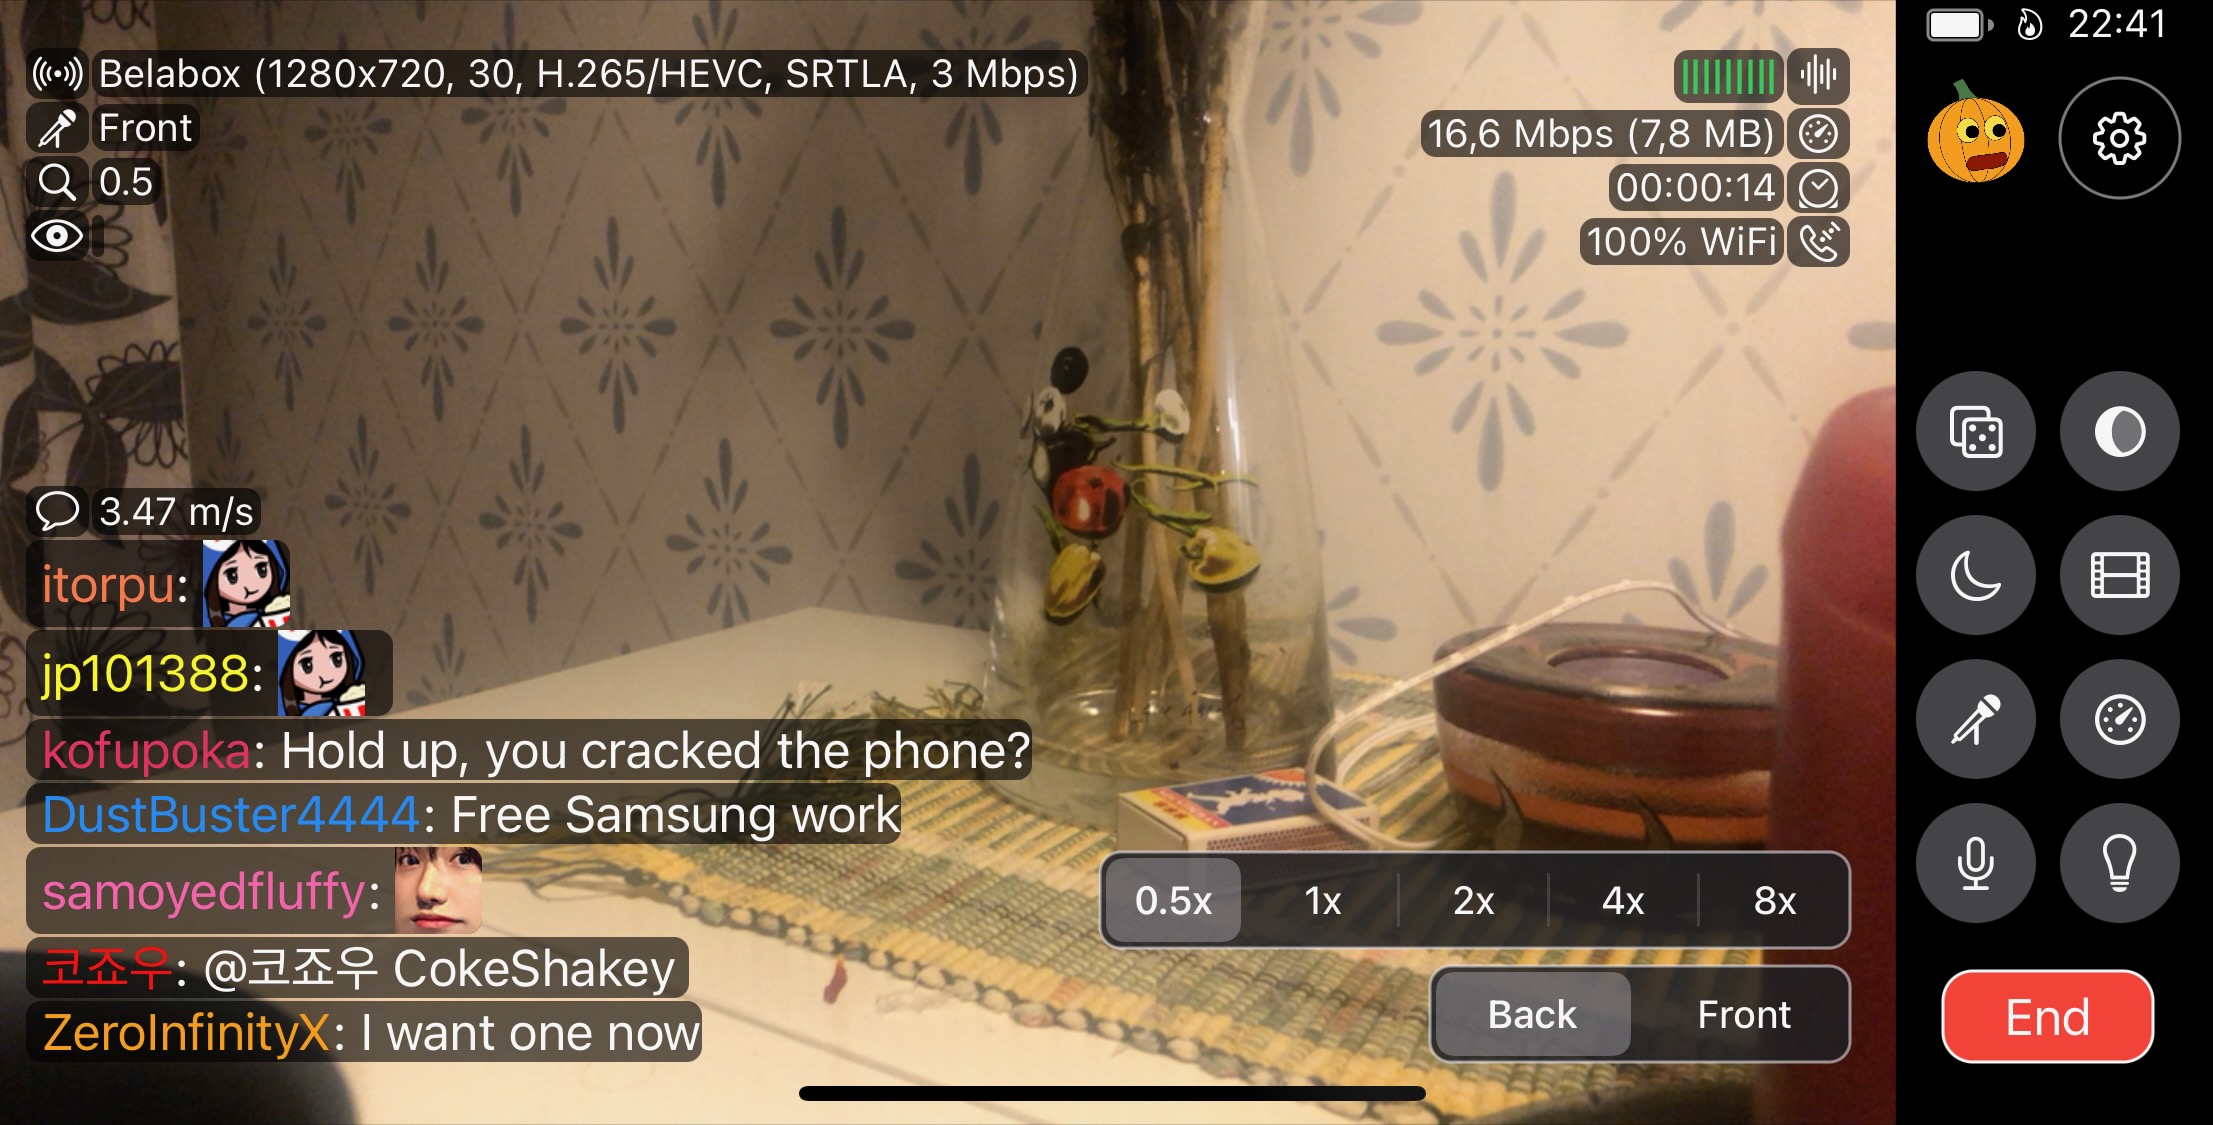 22:41
Belabox (1280x720, 30, H.265/HEVC, SRTLA, 3 Mbps)
Front
0.5
16,6 Mbps (7,8 MB)
00:00:14
100% WiFi
3.47 m/s
itorpu:
jp101388:
kofupoka: Hold up, you cracked the phone?
DustBuster4444: Free Samsung work
samoyedfluffy:
코죠우: @코죠우 CokeShakey
ZeroInfinityX: I want one now
0.5x 1x 2x 4x 8x
Back Front
End